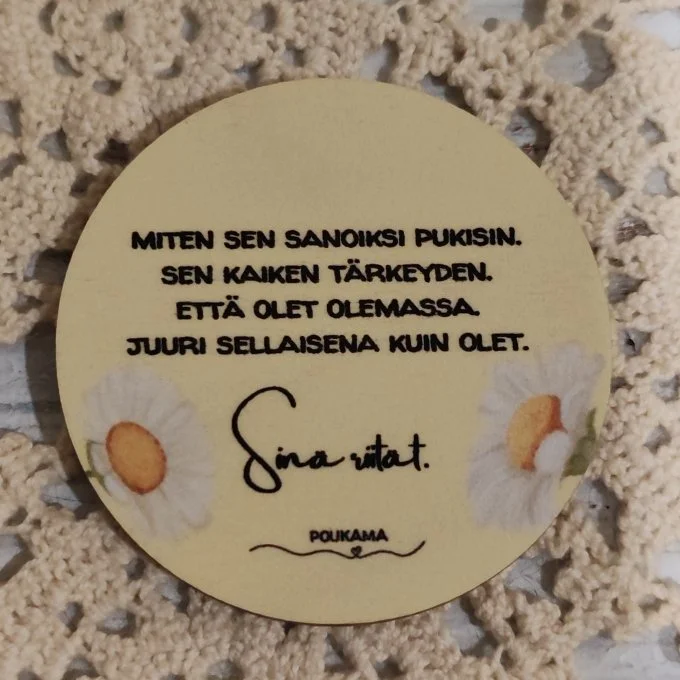 MITEN SEN SANOIKSI PUKISIN.
SEN KAIKEN TÄRKEYDEN.
ETTÄ OLET OLEMASSA.
JUURI SELLAISENA KUIN OLET.
Sinä riität.
POUKAMA